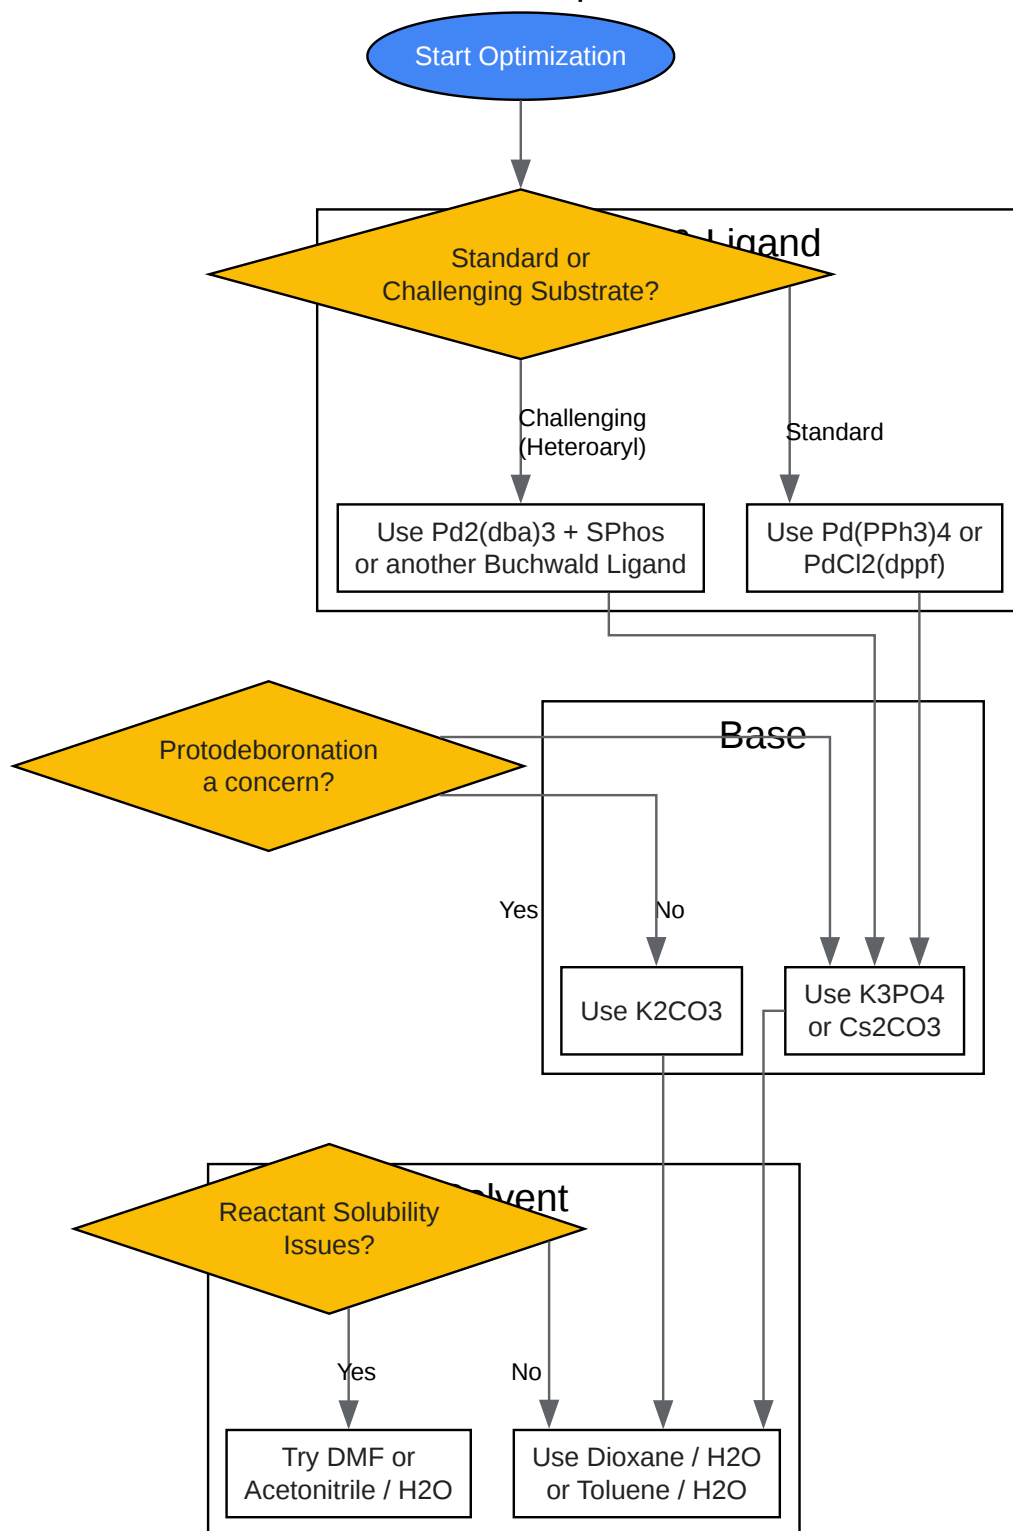 Start Optimization
Ligand
Standard or
Challenging Substrate?
Challenging
(Heteroaryl)
Standard
Use Pd2(dba)3 + SPhos
or another Buchwald Ligand
Use Pd(PPh3)4 or
PdCl2(dppf)
Protodeboronation
a concern?
Base
Yes
No
Use K2CO3
Use K3PO4
or Cs2CO3
Solvent
Reactant Solubility
Issues?
Yes
No
Try DMF or
Acetonitrile / H2O
Use Dioxane / H2O
or Toluene / H2O